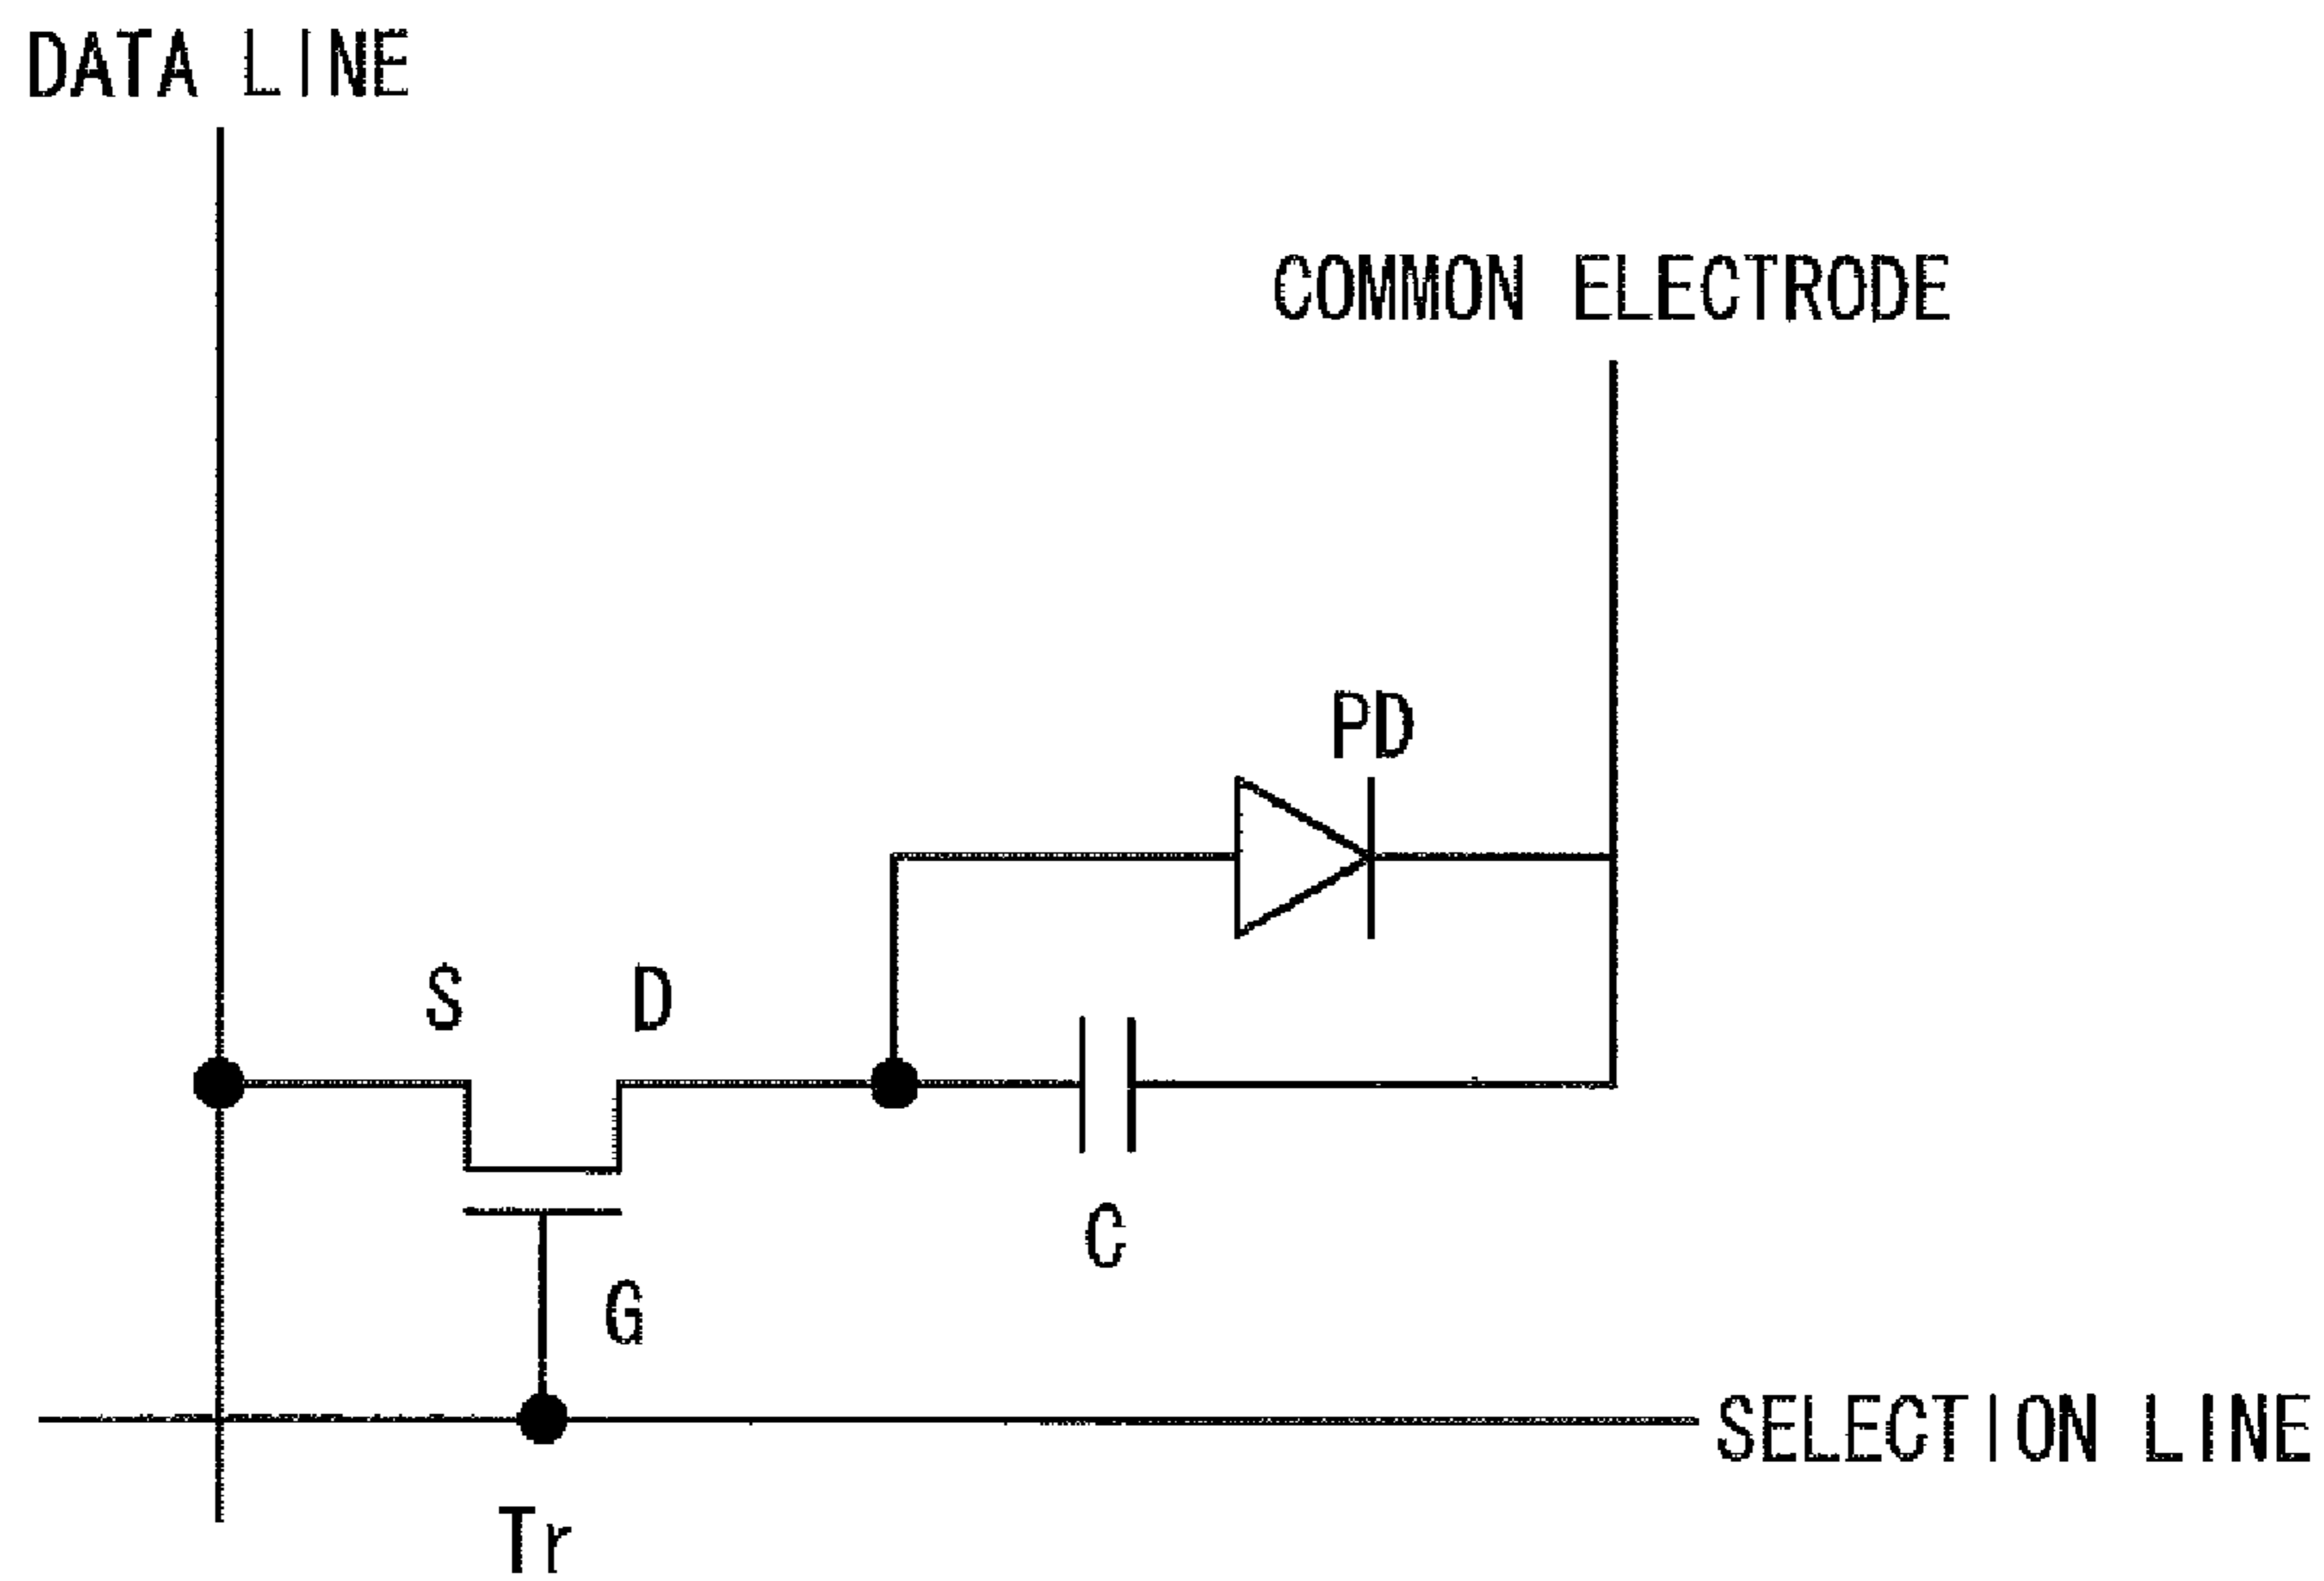 DATA LINE
COMMON ELECTRODE
PD
S
D
C
G
SELECTION LINE
Tr